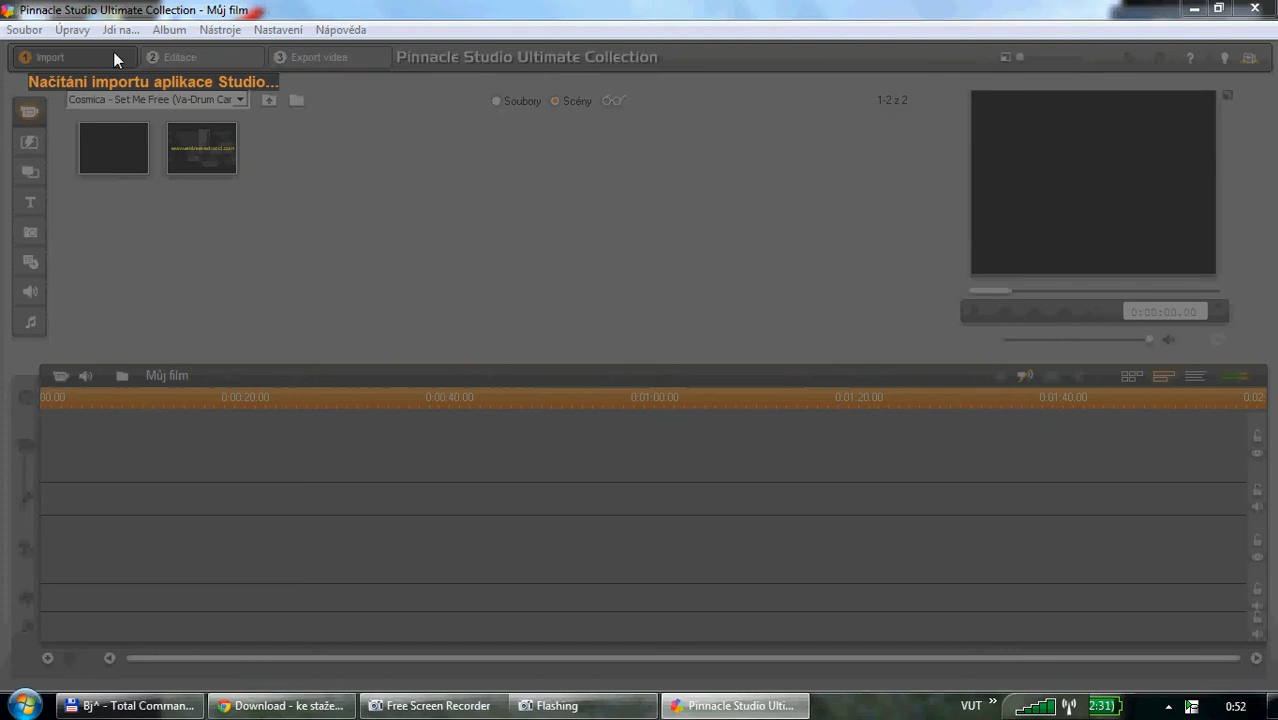 Pinnacle Studio Ultimate Collection - Můj film
Soubor Úpravy Jdi na... Album Nástroje Nastavení Nápověda
1 Import 2 Editace 3 Export videa Pinnacle Studio Ultimate Collection ?
Načítání importu aplikace Studio...
Cosmica - Set Me Free (Va-Drum Car Soubory Scény 1-2 z 2
T
0:00:00.00
Můj film
00.00 0:00:20.00 0:00:40.00 0:01:00.00 0:01:20.00 0:01:40.00 0:02:
Bj^ - Total Comman... Download - ke staže... Free Screen Recorder Flashing Pinnacle Studio Ulti... VUT » 2:31) 0:52